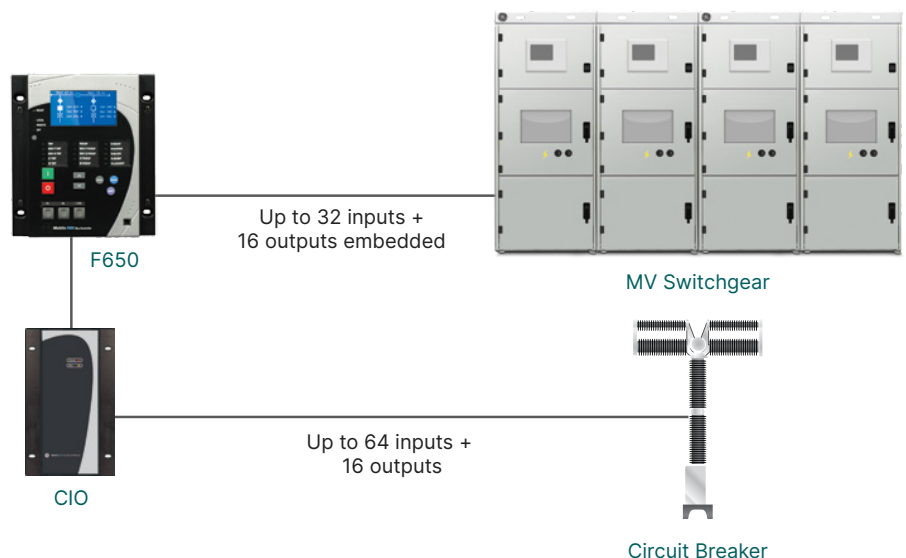 Up to 32 inputs +
16 outputs embedded
F650
MV Switchgear
Up to 64 inputs +
16 outputs
CIO
Circuit Breaker